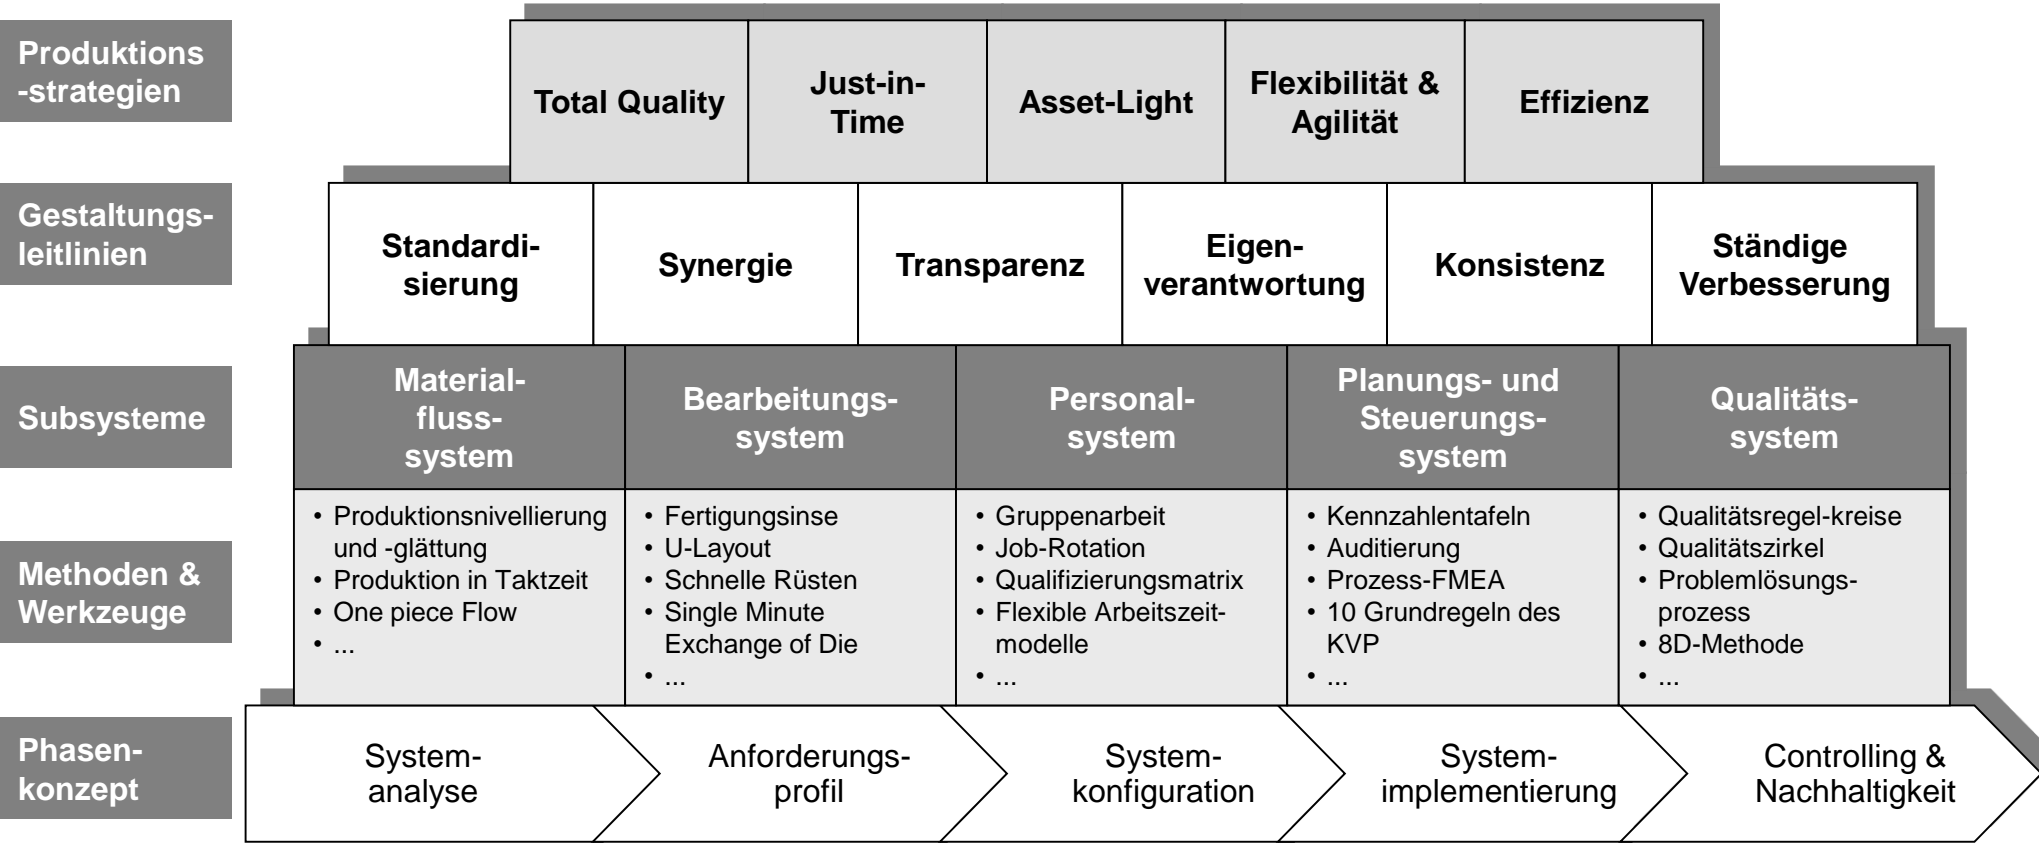 Produktions
-strategien
Total Quality
Just-in-
Time
Asset-Light
Flexibilität &
Agilität
Effizienz
Gestaltungs-
leitlinien
Standardi-
sierung
Synergie
Transparenz
Eigen-
verantwortung
Konsistenz
Ständige
Verbesserung
Subsysteme
Material-
fluss-
system
Bearbeitungs-
system
Personal-
system
Planungs- und
Steuerungs-
system
Qualitäts-
system
Methoden &
Werkzeuge
• Produktionsnivellierung
und -glättung
• Produktion in Taktzeit
• One piece Flow
• ...
• Fertigungsinse
• U-Layout
• Schnelle Rüsten
• Single Minute
Exchange of Die
• ...
• Gruppenarbeit
• Job-Rotation
• Qualifizierungsmatrix
• Flexible Arbeitszeit-
modelle
• ...
• Kennzahlentafeln
• Auditierung
• Prozess-FMEA
• 10 Grundregeln des
KVP
• ...
• Qualitätsregel-kreise
• Qualitätszirkel
• Problemlösungs-
prozess
• 8D-Methode
• ...
Phasen-
konzept
System-
analyse
Anforderungs-
profil
System-
konfiguration
System-
implementierung
Controlling &
Nachhaltigkeit